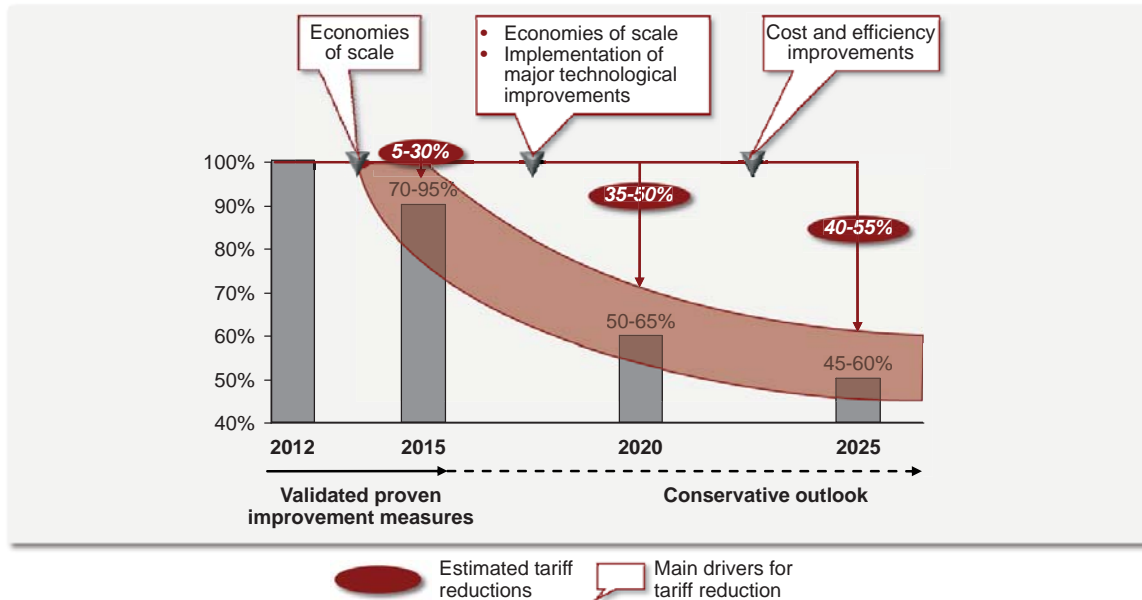 Economies
of scale
• Economies of scale
• Implementation of
major technological
improvements
Cost and efficiency
improvements
100%
90%
80%
70%
60%
50%
40%
5-30%
70-95%
35-50%
50-65%
40-55%
45-60%
2012
2015
2020
2025
Validated proven
improvement measures
Conservative outlook
Estimated tariff
reductions
Main drivers for
tariff reduction